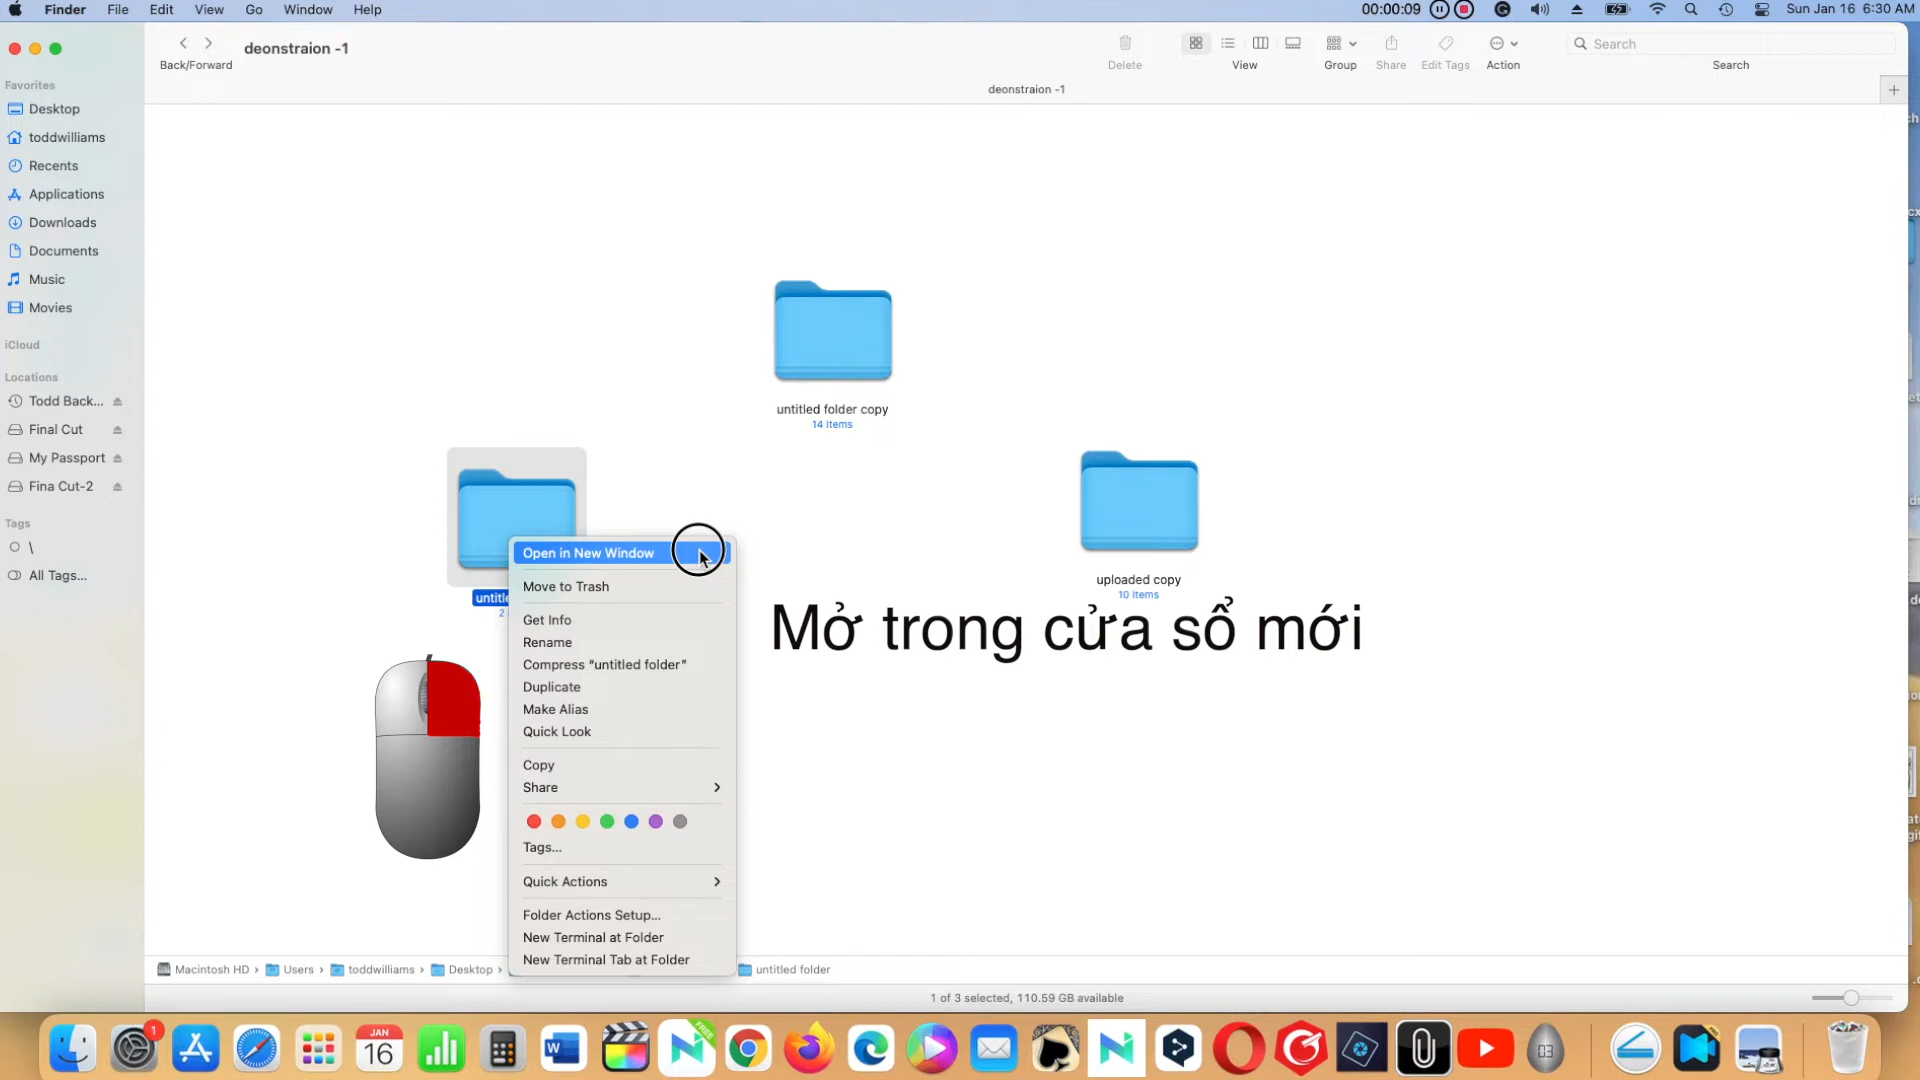 Finder File Edit View Go Window Help 00:00:09 Sun Jan 16 6:30 AM
deonstraion -1
Back/Forward Delete View Group Share Edit Tags Action Search
Search
deonstraion -1
Favorites
Desktop
toddwilliams
Recents
Applications
Downloads
Documents
Music
Movies
iCloud
Locations
Todd Back...
Final Cut
My Passport
Fina Cut-2
Tags
\
All Tags...
untitled folder copy
14 items
uploaded copy
10 items
untitle
2
Open in New Window
Move to Trash
Get Info
Rename
Compress “untitled folder”
Duplicate
Make Alias
Quick Look
Copy
Share
Tags...
Quick Actions
Folder Actions Setup...
New Terminal at Folder
New Terminal Tab at Folder
Mở trong cửa sổ mới
Macintosh HD › Users › toddwilliams › Desktop › untitled folder
1 of 3 selected, 110.59 GB available
1
JAN
16
FREE
03
PRO